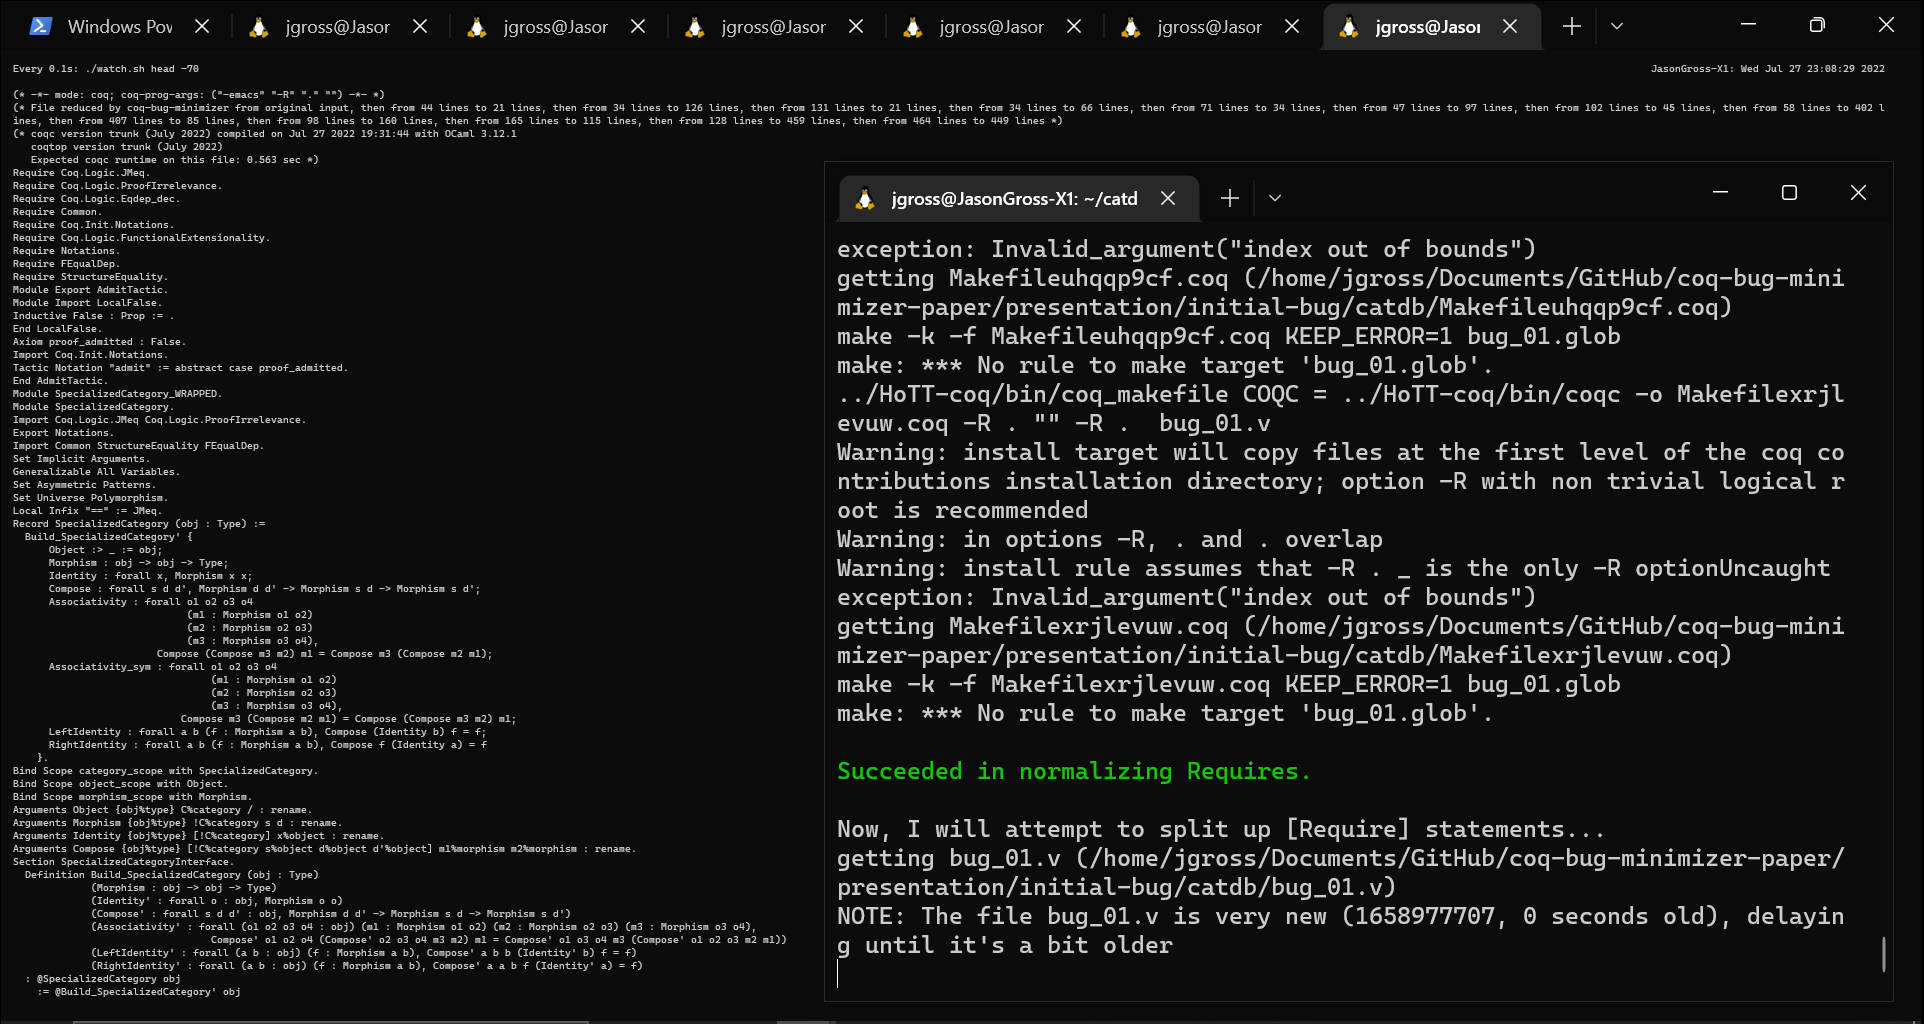 Windows Pow
jgross@Jasor
jgross@Jasor
jgross@Jasor
jgross@Jasor
jgross@Jasor
jgross@Jasor
Every 0.1s: ./watch.sh head -70
JasonGross-X1: Wed Jul 27 23:08:29 2022
(* -*- mode: coq; coq-prog-args: ("-emacs" "-R" "." "") -*- *)
(* File reduced by coq-bug-minimizer from original input, then from 44 lines to 21 lines, then from 34 lines to 126 lines, then from 131 lines to 21 lines, then from 34 lines to 66 lines, then from 71 lines to 34 lines, then from 47 lines to 97 lines, then from 102 lines to 45 lines, then from 58 lines to 402 l
ines, then from 407 lines to 85 lines, then from 98 lines to 160 lines, then from 165 lines to 115 lines, then from 128 lines to 459 lines, then from 464 lines to 449 lines *)
(* coqc version trunk (July 2022) compiled on Jul 27 2022 19:31:44 with OCaml 3.12.1
coqtop version trunk (July 2022)
Expected coqc runtime on this file: 0.563 sec *)
Require Coq.Logic.JMeq.
Require Coq.Logic.ProofIrrelevance.
Require Coq.Logic.Eqdep_dec.
Require Common.
Require Coq.Init.Notations.
Require Coq.Logic.FunctionalExtensionality.
Require Notations.
Require FEqualDep.
Require StructureEquality.
Module Export AdmitTactic.
Module Import LocalFalse.
Inductive False : Prop := .
End LocalFalse.
Axiom proof_admitted : False.
Import Coq.Init.Notations.
Tactic Notation "admit" := abstract case proof_admitted.
End AdmitTactic.
Module SpecializedCategory_WRAPPED.
Module SpecializedCategory.
Import Coq.Logic.JMeq Coq.Logic.ProofIrrelevance.
Export Notations.
Import Common StructureEquality FEqualDep.
Set Implicit Arguments.
Generalizable All Variables.
Set Asymmetric Patterns.
Set Universe Polymorphism.
Local Infix "==" := JMeq.
Record SpecializedCategory (obj : Type) :=
Build_SpecializedCategory' {
Object :> _ := obj;
Morphism : obj -> obj -> Type;
Identity : forall x, Morphism x x;
Compose : forall s d d', Morphism d d' -> Morphism s d -> Morphism s d';
Associativity : forall o1 o2 o3 o4
(m1 : Morphism o1 o2)
(m2 : Morphism o2 o3)
(m3 : Morphism o3 o4),
Compose (Compose m3 m2) m1 = Compose m3 (Compose m2 m1);
Associativity_sym : forall o1 o2 o3 o4
(m1 : Morphism o1 o2)
(m2 : Morphism o2 o3)
(m3 : Morphism o3 o4),
Compose m3 (Compose m2 m1) = Compose (Compose m3 m2) m1;
LeftIdentity : forall a b (f : Morphism a b), Compose (Identity b) f = f;
RightIdentity : forall a b (f : Morphism a b), Compose f (Identity a) = f
}.
Bind Scope category_scope with SpecializedCategory.
Bind Scope object_scope with Object.
Bind Scope morphism_scope with Morphism.
Arguments Object {obj%type} C%category / : rename.
Arguments Morphism {obj%type} !C%category s d : rename.
Arguments Identity {obj%type} [!C%category] x%object : rename.
Arguments Compose {obj%type} [!C%category s%object d%object d'%object] m1%morphism m2%morphism : rename.
Section SpecializedCategoryInterface.
Definition Build_SpecializedCategory (obj : Type)
(Morphism : obj -> obj -> Type)
(Identity' : forall o : obj, Morphism o o)
(Compose' : forall s d d' : obj, Morphism d d' -> Morphism s d -> Morphism s d')
(Associativity' : forall (o1 o2 o3 o4 : obj) (m1 : Morphism o1 o2) (m2 : Morphism o2 o3) (m3 : Morphism o3 o4),
Compose' o1 o2 o4 (Compose' o2 o3 o4 m3 m2) m1 = Compose' o1 o3 o4 m3 (Compose' o1 o2 o3 m2 m1))
(LeftIdentity' : forall (a b : obj) (f : Morphism a b), Compose' a b b (Identity' b) f = f)
(RightIdentity' : forall (a b : obj) (f : Morphism a b), Compose' a a b f (Identity' a) = f)
: @SpecializedCategory obj
:= @Build_SpecializedCategory' obj
jgross@JasonGross-X1: ~/catd
exception: Invalid_argument("index out of bounds")
getting Makefileuhqqp9cf.coq (/home/jgross/Documents/GitHub/coq-bug-mini
mizer-paper/presentation/initial-bug/catdb/Makefileuhqqp9cf.coq)
make -k -f Makefileuhqqp9cf.coq KEEP_ERROR=1 bug_01.glob
make: *** No rule to make target 'bug_01.glob'.
../HoTT-coq/bin/coq_makefile COQC = ../HoTT-coq/bin/coqc -o Makefilexrjl
evuw.coq -R . "" -R .  bug_01.v
Warning: install target will copy files at the first level of the coq co
ntributions installation directory; option -R with non trivial logical r
oot is recommended
Warning: in options -R, . and . overlap
Warning: install rule assumes that -R . _ is the only -R optionUncaught
exception: Invalid_argument("index out of bounds")
getting Makefilexrjlevuw.coq (/home/jgross/Documents/GitHub/coq-bug-mini
mizer-paper/presentation/initial-bug/catdb/Makefilexrjlevuw.coq)
make -k -f Makefilexrjlevuw.coq KEEP_ERROR=1 bug_01.glob
make: *** No rule to make target 'bug_01.glob'.
Succeeded in normalizing Requires.
Now, I will attempt to split up [Require] statements...
getting bug_01.v (/home/jgross/Documents/GitHub/coq-bug-minimizer-paper/
presentation/initial-bug/catdb/bug_01.v)
NOTE: The file bug_01.v is very new (1658977707, 0 seconds old), delayin
g until it's a bit older